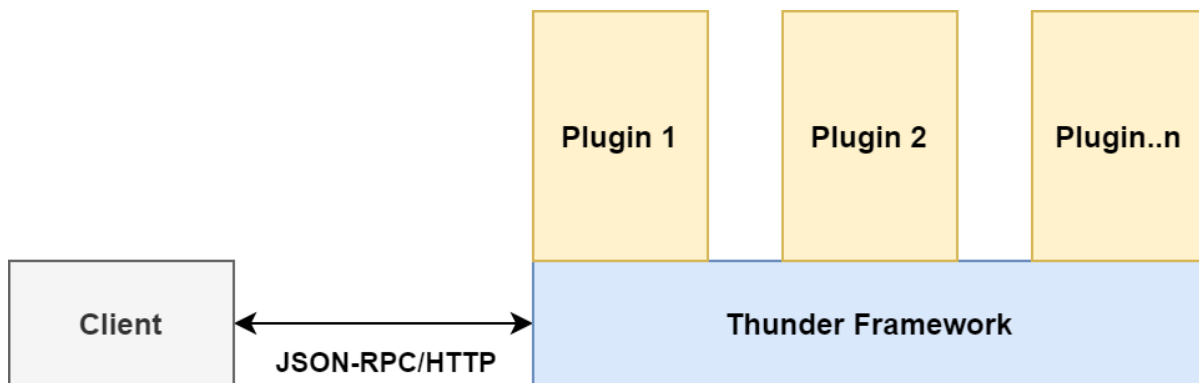 Plugin 1
Plugin 2
Plugin..n
Client
JSON-RPC/HTTP
Thunder Framework